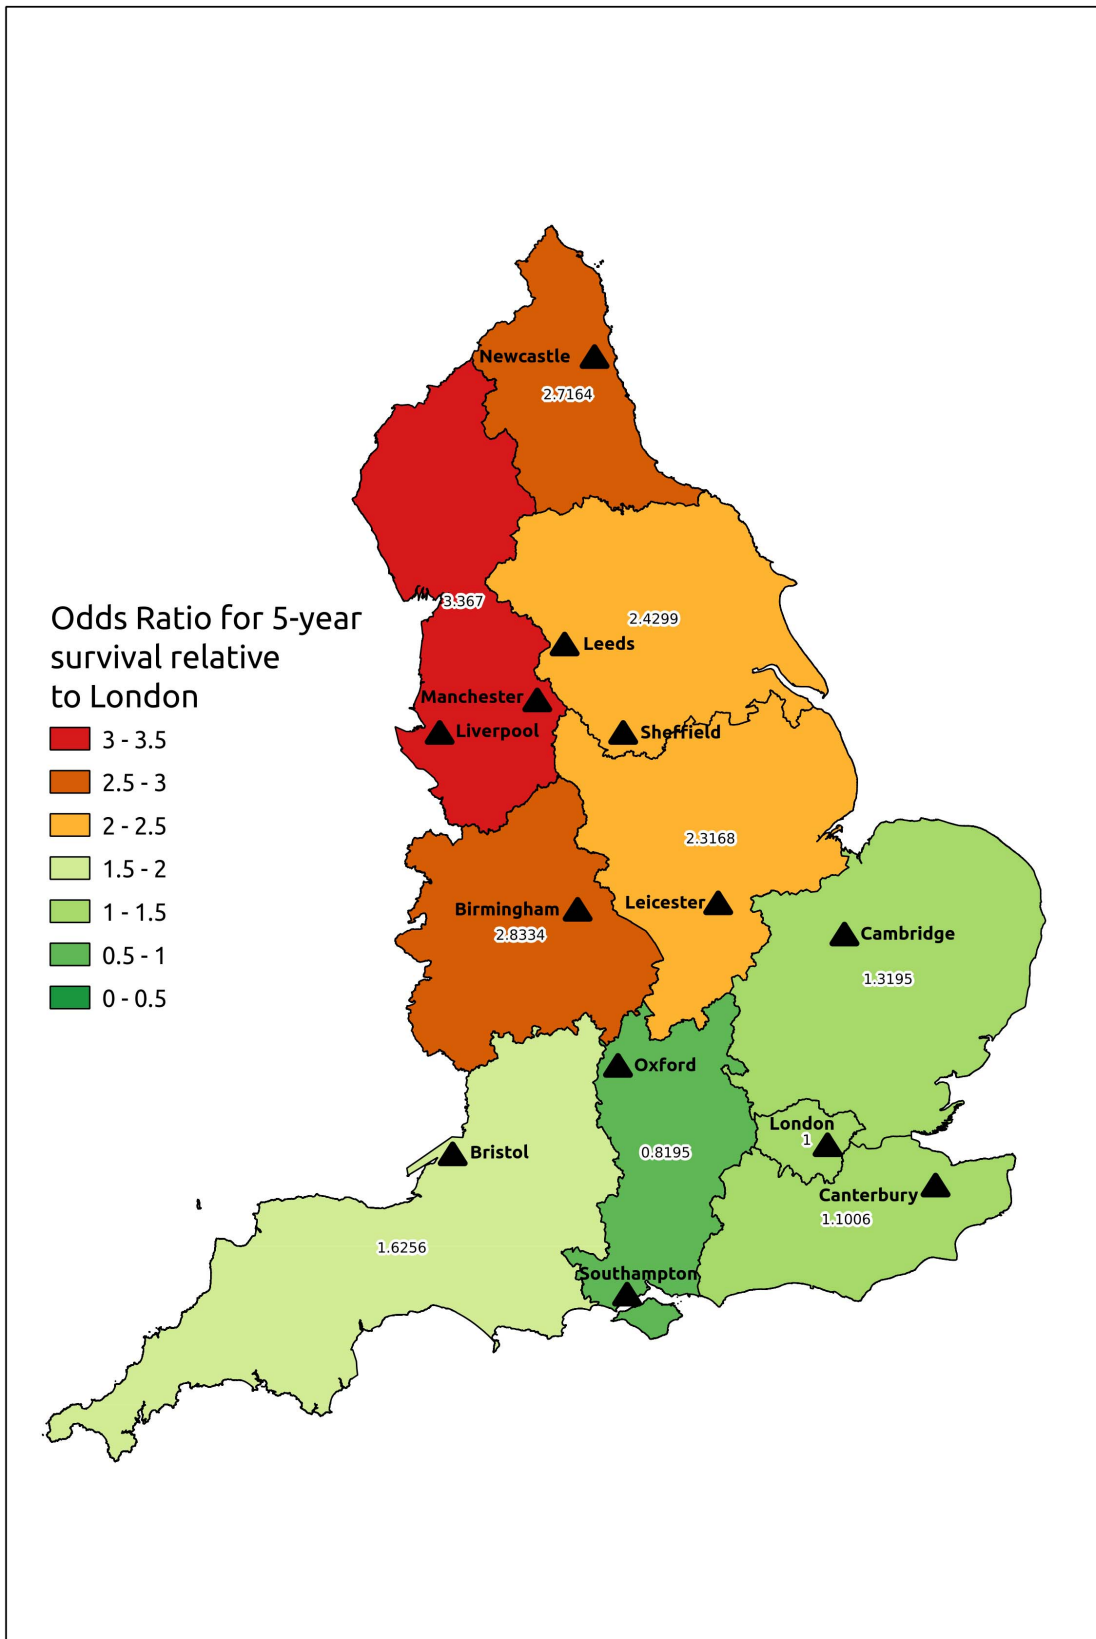 Newcastle
2.7164
3.367
Odds Ratio for 5-year
survival relative
to London
3 - 3.5
2.5 - 3
2 - 2.5
1.5 - 2
1 - 1.5
0.5 - 1
0 - 0.5
2.4299
Leeds
Manchester
Liverpool
Sheffield
2.3168
Leicester
Birmingham
2.8334
Cambridge
1.3195
Oxford
0.8195
London
1
Canterbury
1.1006
Bristol
1.6256
Southampton